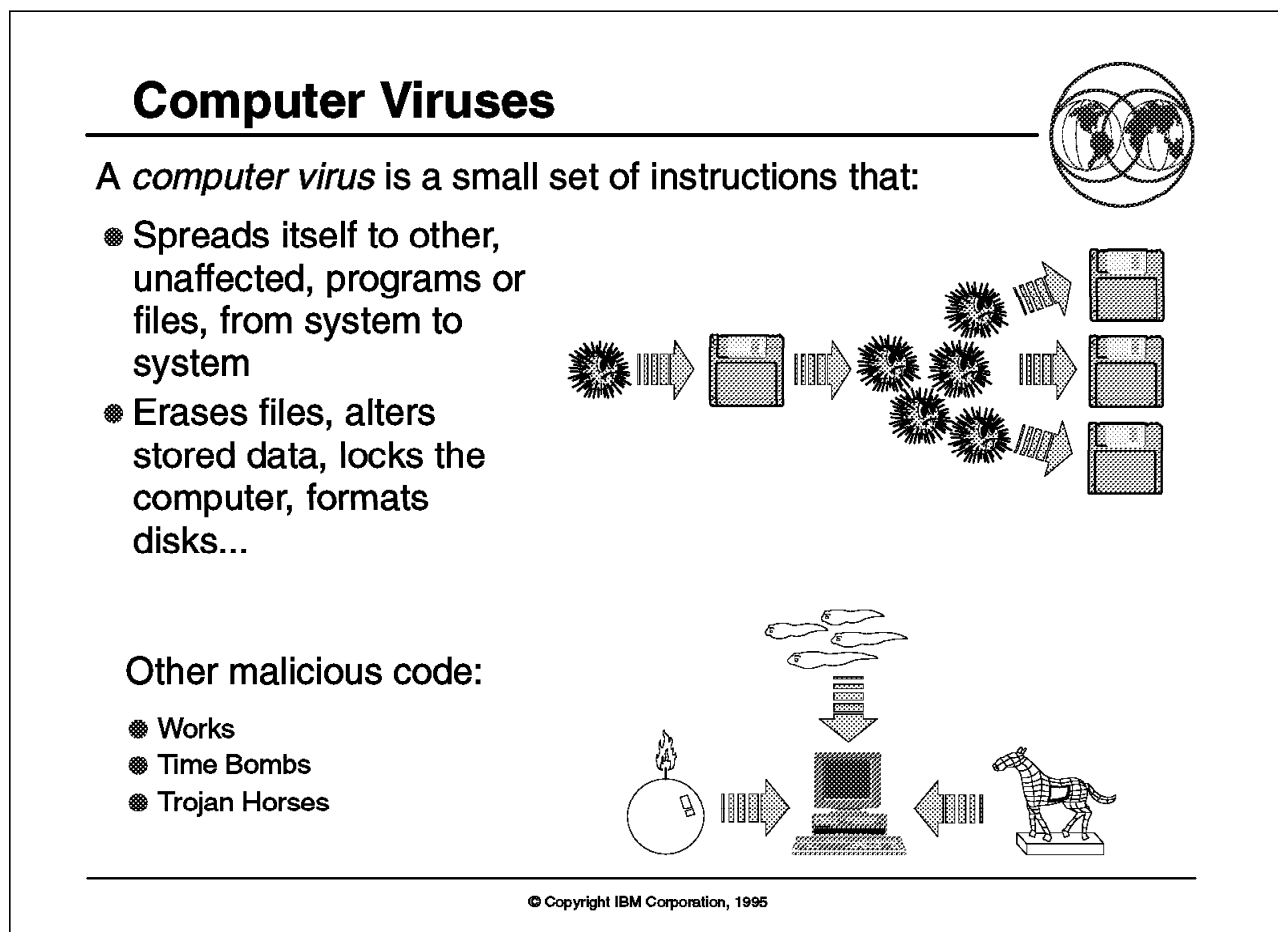 Computer Viruses
A computer virus is a small set of instructions that:
Spreads itself to other,
unaffected, programs or
files, from system to
system
Erases files, alters
stored data, locks the
computer, formats
disks...
Other malicious code:
Works
Time Bombs
Trojan Horses
© Copyright IBM Corporation, 1995